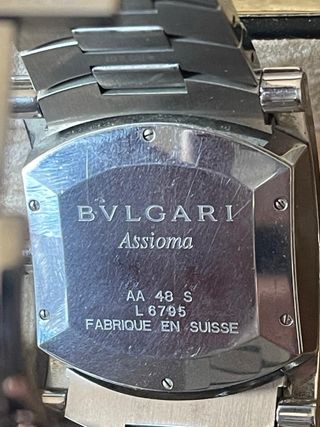 BVLGARI
Assioma
AA 48 S
L 6795
FABRIQUE EN SUISSE